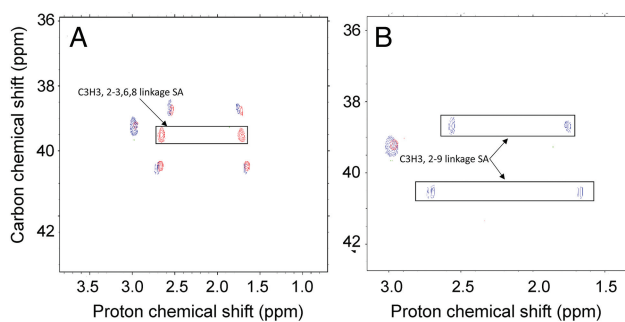 A
B
Carbon chemical shift (ppm)
36
38
40
42
C3H3, 2-3,6,8 linkage SA
3.5 3.0 2.5 2.0 1.5 1.0
Proton chemical shift (ppm)
36
38
40
42
C3H3, 2-9 linkage SA
3.0 2.5 2.0 1.5
Proton chemical shift (ppm)